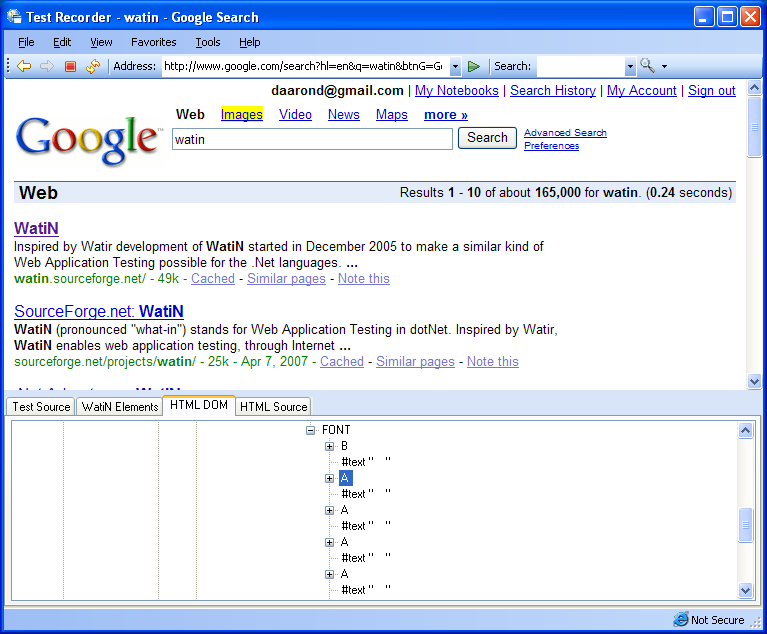 Test Recorder - watin - Google Search
File Edit View Favorites Tools Help
Address: http://www.google.com/search?hl=en&q=watin&btnG=G Search:
daarond@gmail.com | My Notebooks | Search History | My Account | Sign out
Web Images Video News Maps more »
Google™
watin Search Advanced Search
Preferences
Web Results 1 - 10 of about 165,000 for watin. (0.24 seconds)
WatiN
Inspired by Watir development of WatiN started in December 2005 to make a similar kind of
Web Application Testing possible for the .Net languages. ...
watin.sourceforge.net/ - 49k - Cached - Similar pages - Note this
SourceForge.net: WatiN
WatiN (pronounced "what-in") stands for Web Application Testing in dotNet. Inspired by Watir,
WatiN enables web application testing, through Internet ...
sourceforge.net/projects/watin/ - 25k - Apr 7, 2007 - Cached - Similar pages - Note this
Test Source WatiN Elements HTML DOM HTML Source
FONT
B
#text " "
A
#text " "
A
#text " "
A
#text " "
A
#text " "
Not Secure